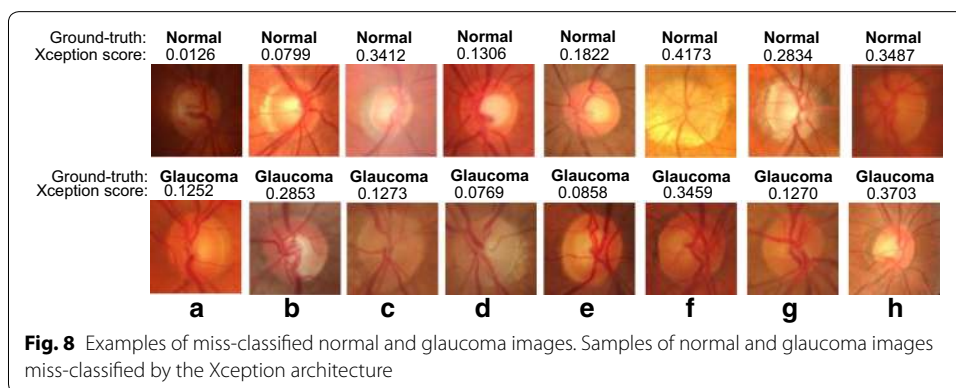 Ground-truth: Normal Normal Normal Normal Normal Normal Normal Normal
Xception score: 0.0126 0.0799 0.3412 0.1306 0.1822 0.4173 0.2834 0.3487
Ground-truth: Glaucoma Glaucoma Glaucoma Glaucoma Glaucoma Glaucoma Glaucoma Glaucoma
Xception score: 0.1252 0.2853 0.1273 0.0769 0.0858 0.3459 0.1270 0.3703
a b c d e f g h
Fig. 8 Examples of miss-classified normal and glaucoma images. Samples of normal and glaucoma images
miss-classified by the Xception architecture